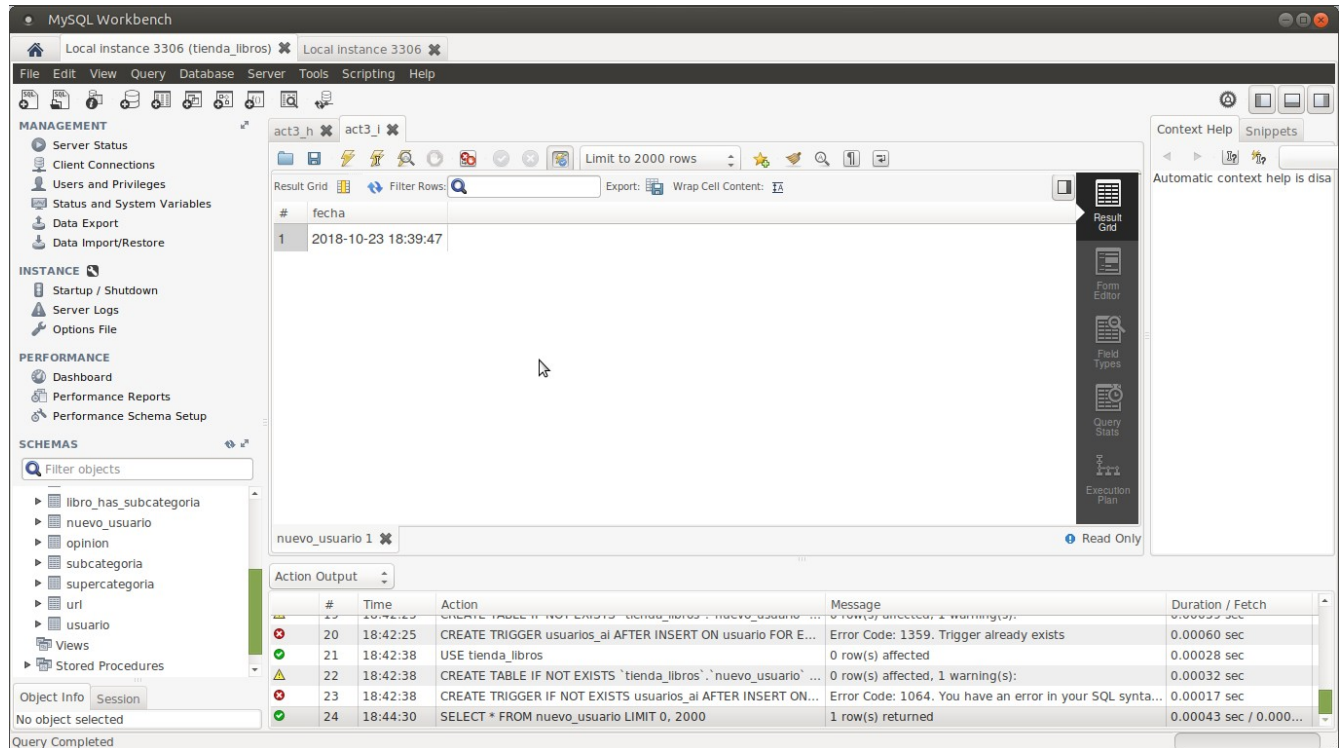 MySQL Workbench
Local instance 3306 (tienda_libros) Local instance 3306
File Edit View Query Database Server Tools Scripting Help
MANAGEMENT
Server Status
Client Connections
Users and Privileges
Status and System Variables
Data Export
Data Import/Restore
INSTANCE
Startup / Shutdown
Server Logs
Options File
PERFORMANCE
Dashboard
Performance Reports
Performance Schema Setup
SCHEMAS
Filter objects
libro_has_subcategoria
nuevo_usuario
opinion
subcategoria
supercategoria
url
usuario
Views
Stored Procedures
Object Info Session
No object selected
Query Completed
act3_h act3_i
Limit to 2000 rows
Result Grid Filter Rows: Export: Wrap Cell Content:
# fecha
1 2018-10-23 18:39:47
Result Grid
Form Editor
Field Types
Query Stats
Execution Plan
nuevo_usuario 1 Read Only
Context Help Snippets
Automatic context help is disa
Action Output
# Time Action Message Duration / Fetch
20 18:42:25 CREATE TRIGGER usuarios_ai AFTER INSERT ON usuario FOR E... Error Code: 1359. Trigger already exists 0.00060 sec
21 18:42:38 USE tienda_libros 0 row(s) affected 0.00028 sec
22 18:42:38 CREATE TABLE IF NOT EXISTS `tienda_libros`.`nuevo_usuario` ... 0 row(s) affected, 1 warning(s): 0.00032 sec
23 18:42:38 CREATE TRIGGER IF NOT EXISTS usuarios_ai AFTER INSERT ON... Error Code: 1064. You have an error in your SQL synta... 0.00017 sec
24 18:44:30 SELECT * FROM nuevo_usuario LIMIT 0, 2000 1 row(s) returned 0.00043 sec / 0.000...